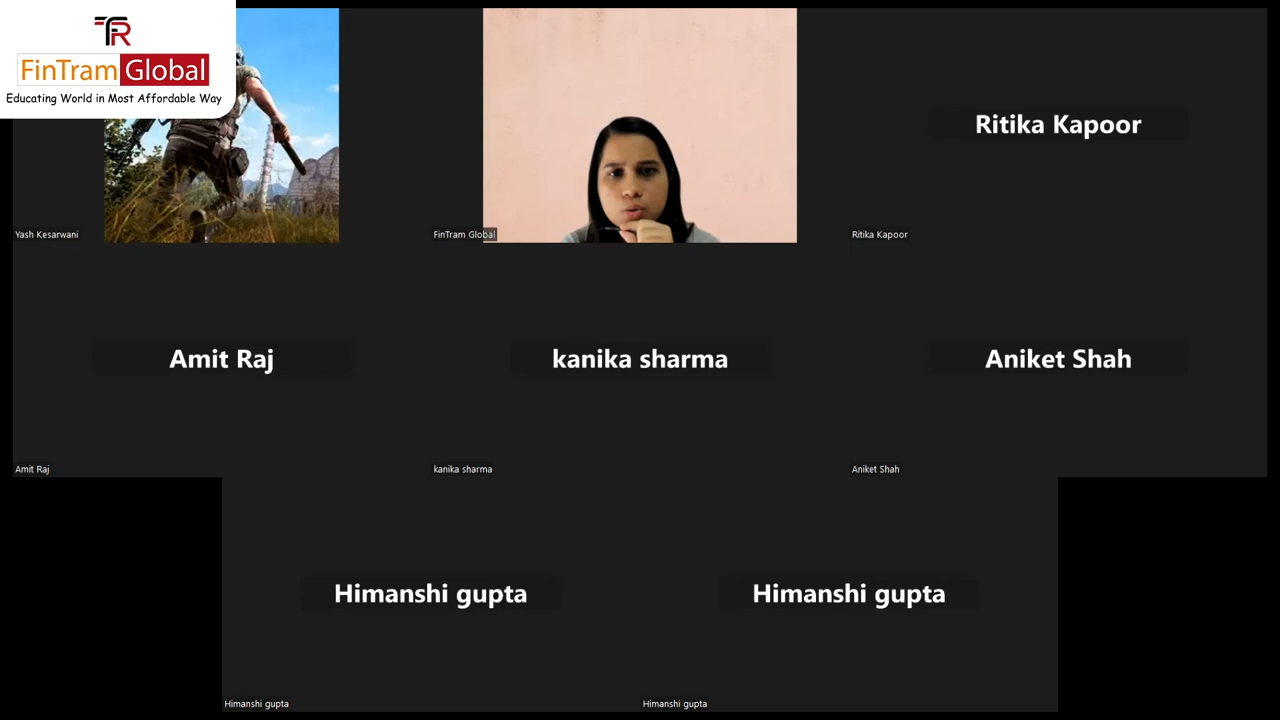 TR
FinTram Global
Educating World in Most Affordable Way
Ritika Kapoor
Yash Kesarwani
FinTram Global
Ritika Kapoor
Amit Raj
kanika sharma
Aniket Shah
Amit Raj
kanika sharma
Aniket Shah
Himanshi gupta
Himanshi gupta
Himanshi gupta
Himanshi gupta